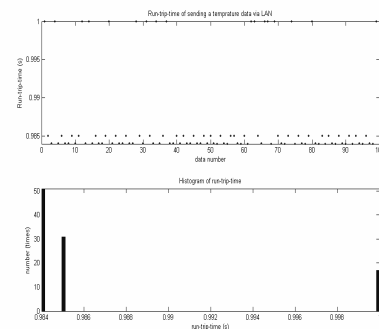 Run-trip-time of sending a temprature data via LAN
Run-trip-time (s)
1
0.995
0.99
0.985
0 10 20 30 40 50 60 70 80 90 100
data number
Histogram of run-trip-time
number (times)
50
40
30
20
10
0
0.984 0.986 0.988 0.99 0.992 0.994 0.996 0.998
run-trip-time (s)